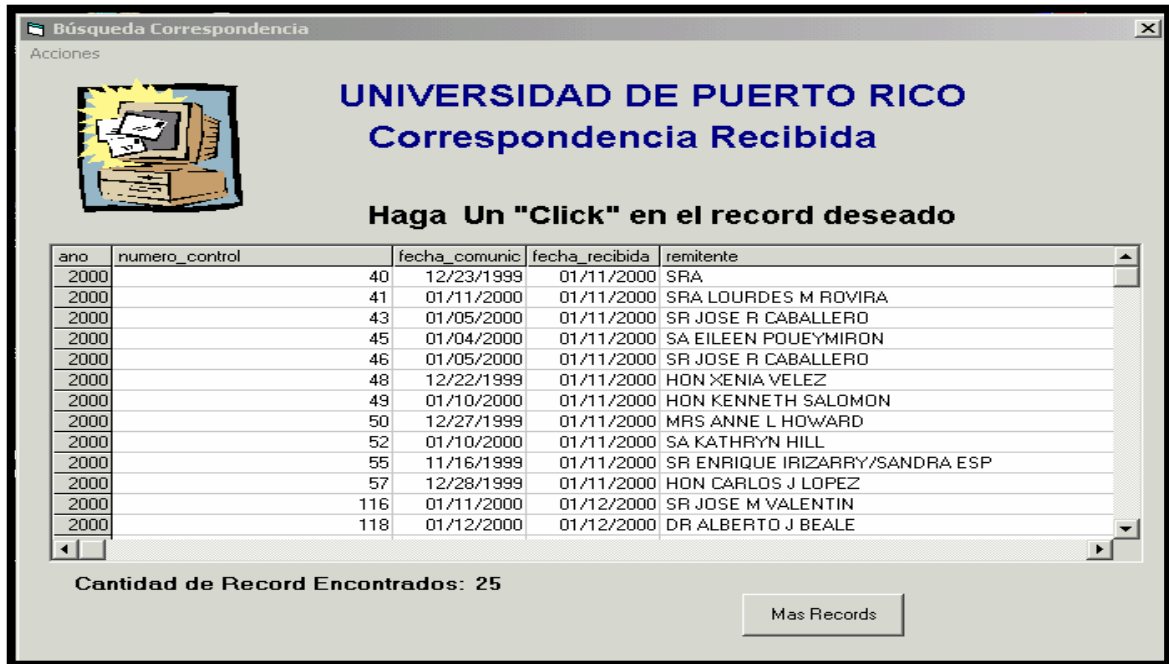 Búsqueda Correspondencia
Acciones
UNIVERSIDAD DE PUERTO RICO
Correspondencia Recibida
Haga Un "Click" en el record deseado
ano numero_control fecha_comunic fecha_recibida remitente
2000 40 12/23/1999 01/11/2000 SRA
2000 41 01/11/2000 01/11/2000 SRA LOURDES M ROVIRA
2000 43 01/05/2000 01/11/2000 SR JOSE R CABALLERO
2000 45 01/04/2000 01/11/2000 SA EILEEN POUEYMIRON
2000 46 01/05/2000 01/11/2000 SR JOSE R CABALLERO
2000 48 12/22/1999 01/11/2000 HON XENIA VELEZ
2000 49 01/10/2000 01/11/2000 HON KENNETH SALOMON
2000 50 12/27/1999 01/11/2000 MRS ANNE L HOWARD
2000 52 01/10/2000 01/11/2000 SA KATHRYN HILL
2000 55 11/16/1999 01/11/2000 SR ENRIQUE IRIZARRY/SANDRA ESP
2000 57 12/28/1999 01/11/2000 HON CARLOS J LOPEZ
2000 116 01/11/2000 01/12/2000 SR JOSE M VALENTIN
2000 118 01/12/2000 01/12/2000 DR ALBERTO J BEALE
Cantidad de Record Encontrados: 25
Mas Records